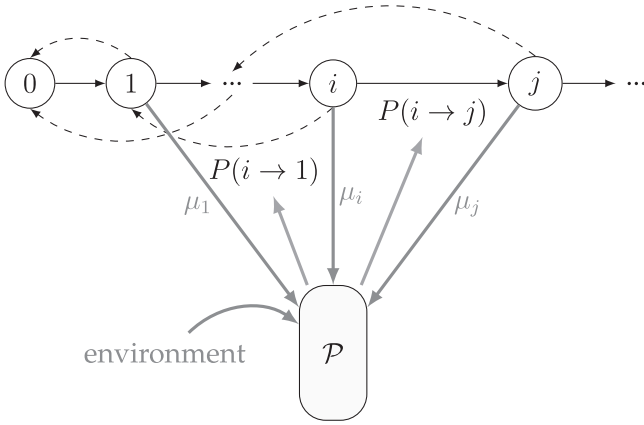 0 1 ... i j ...
P(i → j)
P(i → 1)
μ₁ μᵢ μⱼ
environment
𝒫